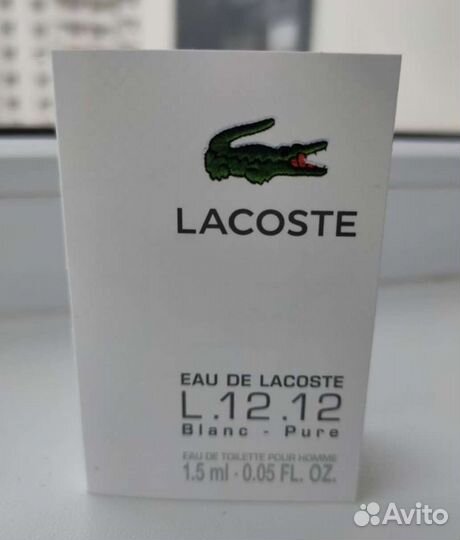 LACOSTE
EAU DE LACOSTE
L.12.12
Blanc - Pure
EAU DE TOILETTE POUR HOMME
1.5 ml - 0.05 FL. OZ.
Avito